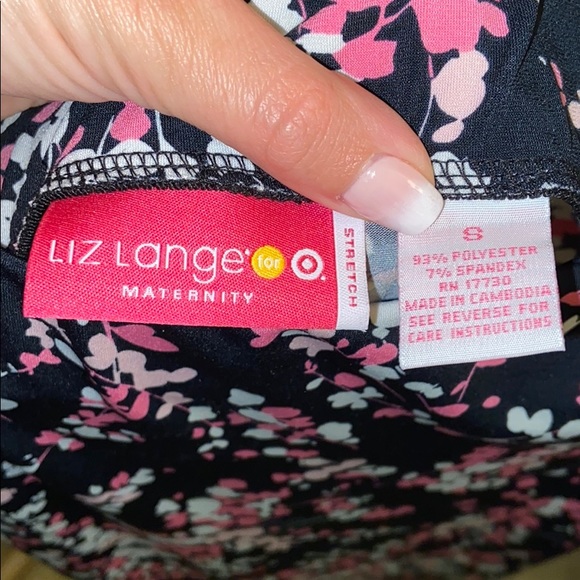 Liz Lange® for
MATERNITY
STRETCH
S
93% POLYESTER
7% SPANDEX
RN 17730
MADE IN CAMBODIA
SEE REVERSE FOR
CARE INSTRUCTIONS